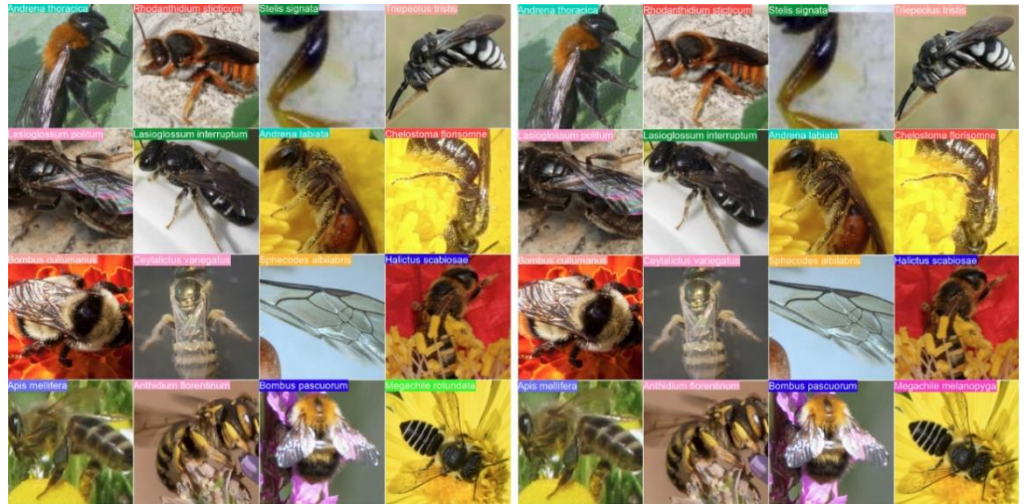 Andrena thoracica
Rhodanthidium sticticum
Stelis signata
Triepeolus tristis
Andrena thoracica
Rhodanthidium sticticum
Stelis signata
Triepeolus tristis
Lasioglossum politum
Lasioglossum interruptum
Andrena labiata
Chelostoma florisomne
Lasioglossum politum
Lasioglossum interruptum
Andrena labiata
Chelostoma florisomne
Bombus cullumanus
Ceylalictus variegatus
Sphecodes albilabris
Halictus scabiosae
Bombus cullumanus
Ceylalictus variegatus
Sphecodes albilabris
Halictus scabiosae
Apis mellifera
Anthidium florentinum
Bombus pascuorum
Megachile rotundata
Apis mellifera
Anthidium florentinum
Bombus pascuorum
Megachile melanopyga